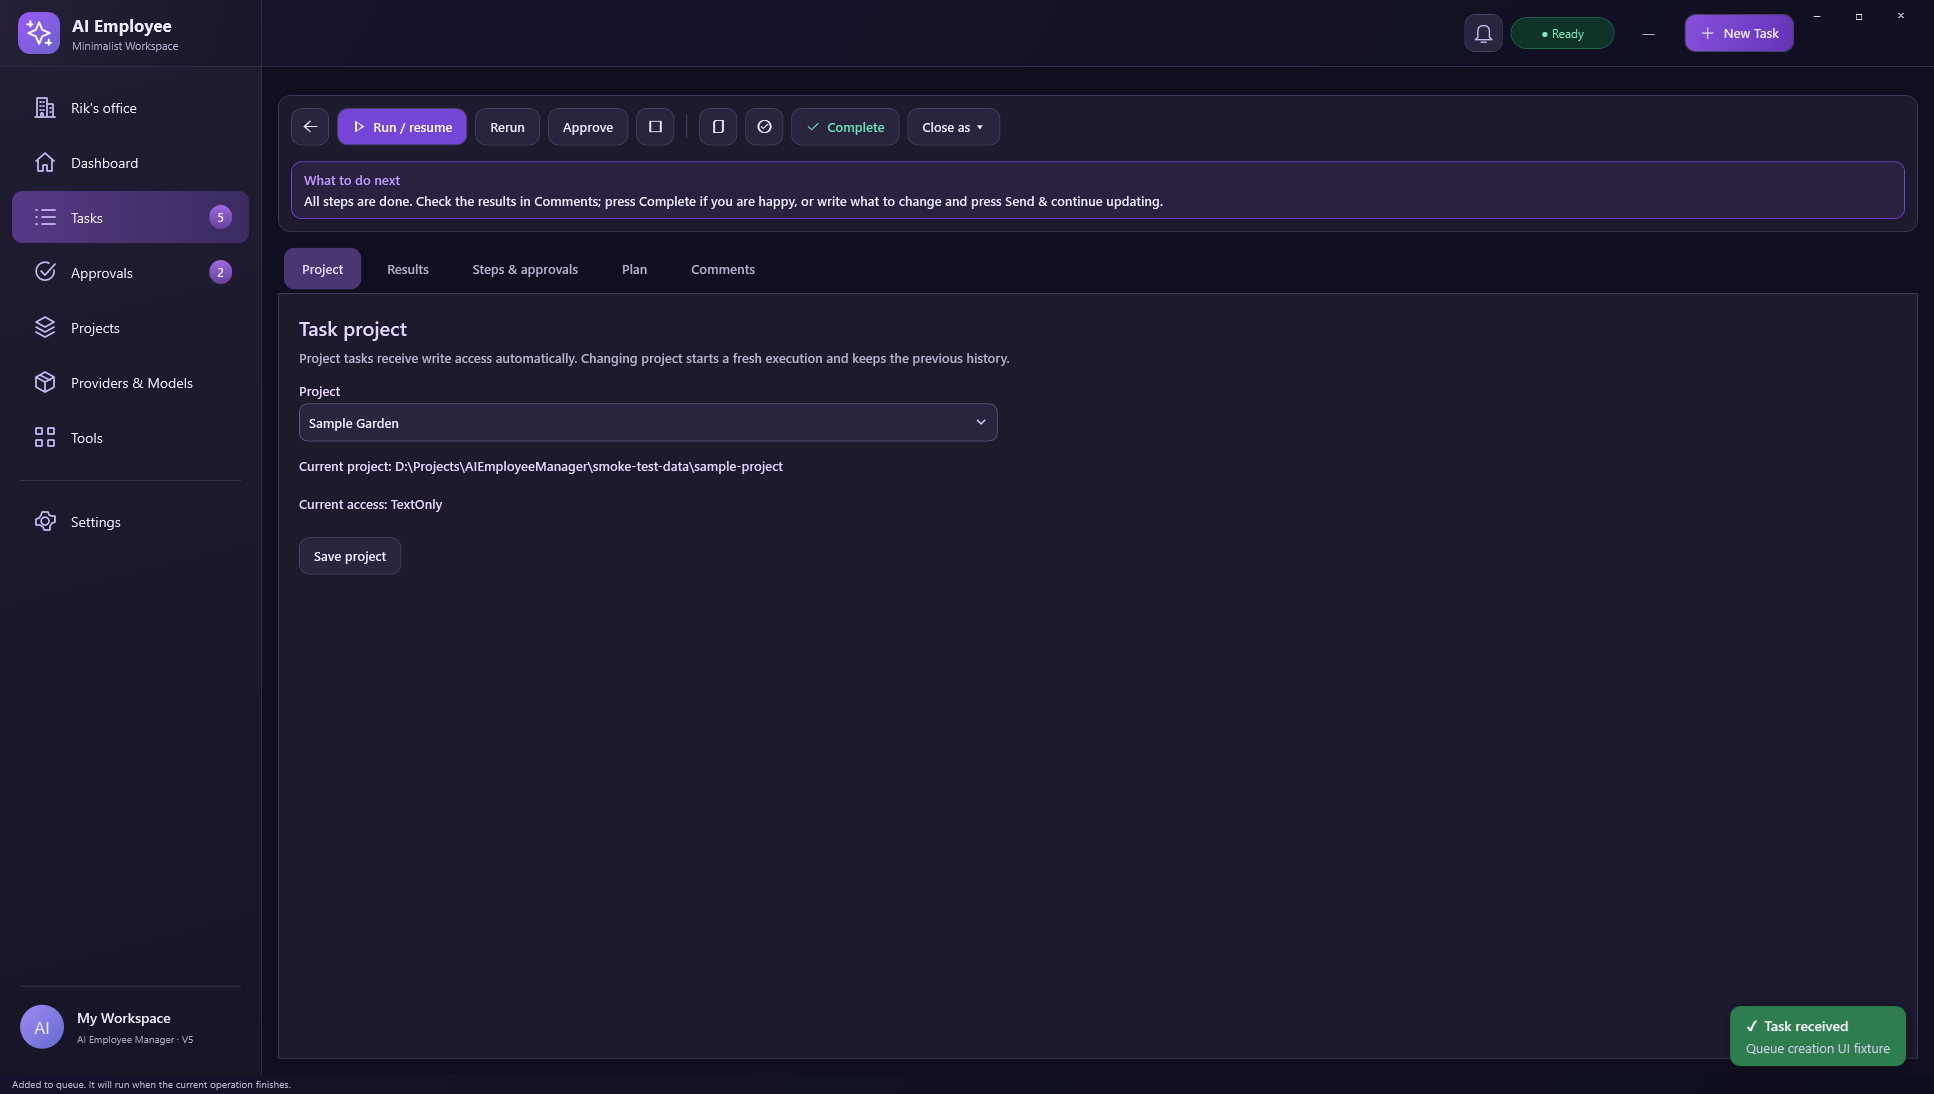 AI Employee
Minimalist Workspace
● Ready
—
New Task
Rik's office
Dashboard
Tasks 5
Approvals 2
Projects
Providers & Models
Tools
Settings
Run / resume
Rerun
Approve
Complete
Close as
What to do next
All steps are done. Check the results in Comments; press Complete if you are happy, or write what to change and press Send & continue updating.
Project
Results
Steps & approvals
Plan
Comments
Task project
Project tasks receive write access automatically. Changing project starts a fresh execution and keeps the previous history.
Project
Sample Garden
Current project: D:\Projects\AIEmployeeManager\smoke-test-data\sample-project
Current access: TextOnly
Save project
AI
My Workspace
AI Employee Manager · V5
✓ Task received
Queue creation UI fixture
Added to queue. It will run when the current operation finishes.